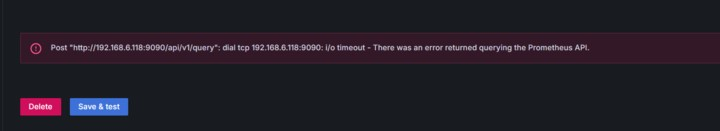 Post "http://192.168.6.118:9090/api/v1/query": dial tcp 192.168.6.118:9090: i/o timeout - There was an error returned querying the Prometheus API.
Delete Save & test